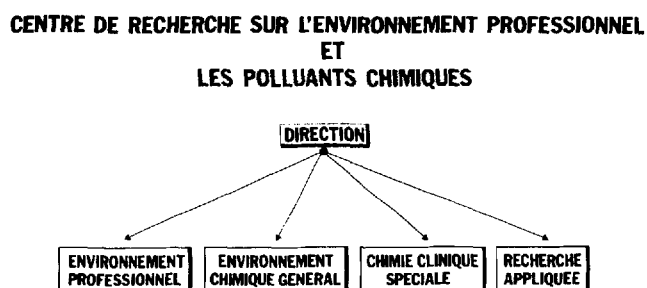 CENTRE DE RECHERCHE SUR L'ENVIRONNEMENT PROFESSIONNEL
ET
LES POLLUANTS CHIMIQUES
DIRECTION
ENVIRONNEMENT
PROFESSIONNEL
ENVIRONNEMENT
CHIMIQUE GENERAL
CHIMIE CLINIQUE
SPECIALE
RECHERCHE
APPLIQUEE